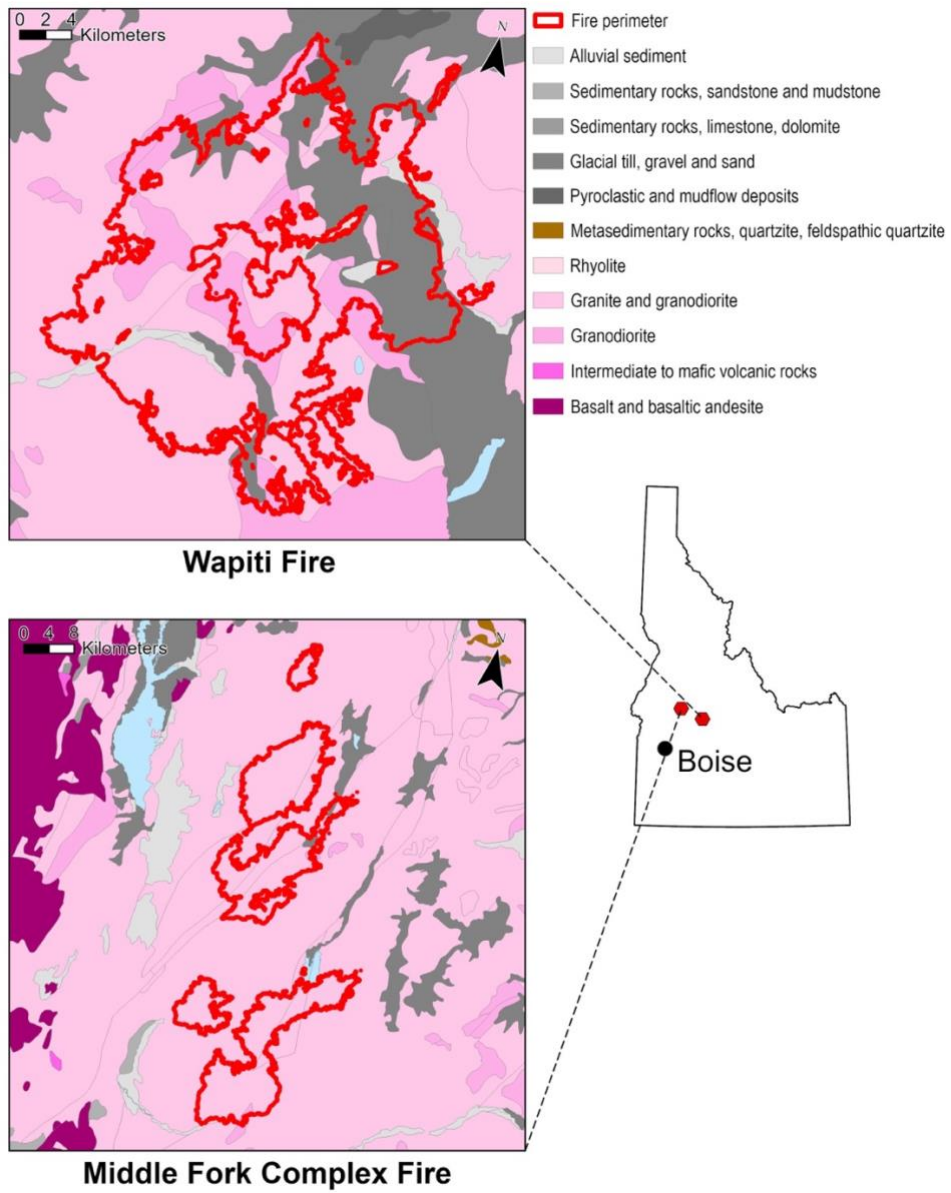 0 2 4
Kilometers
N
Fire perimeter
Alluvial sediment
Sedimentary rocks, sandstone and mudstone
Sedimentary rocks, limestone, dolomite
Glacial till, gravel and sand
Pyroclastic and mudflow deposits
Metasedimentary rocks, quartzite, feldspathic quartzite
Rhyolite
Granite and granodiorite
Granodiorite
Intermediate to mafic volcanic rocks
Basalt and basaltic andesite
Wapiti Fire
0 4 8
Kilometers
N
Boise
Middle Fork Complex Fire